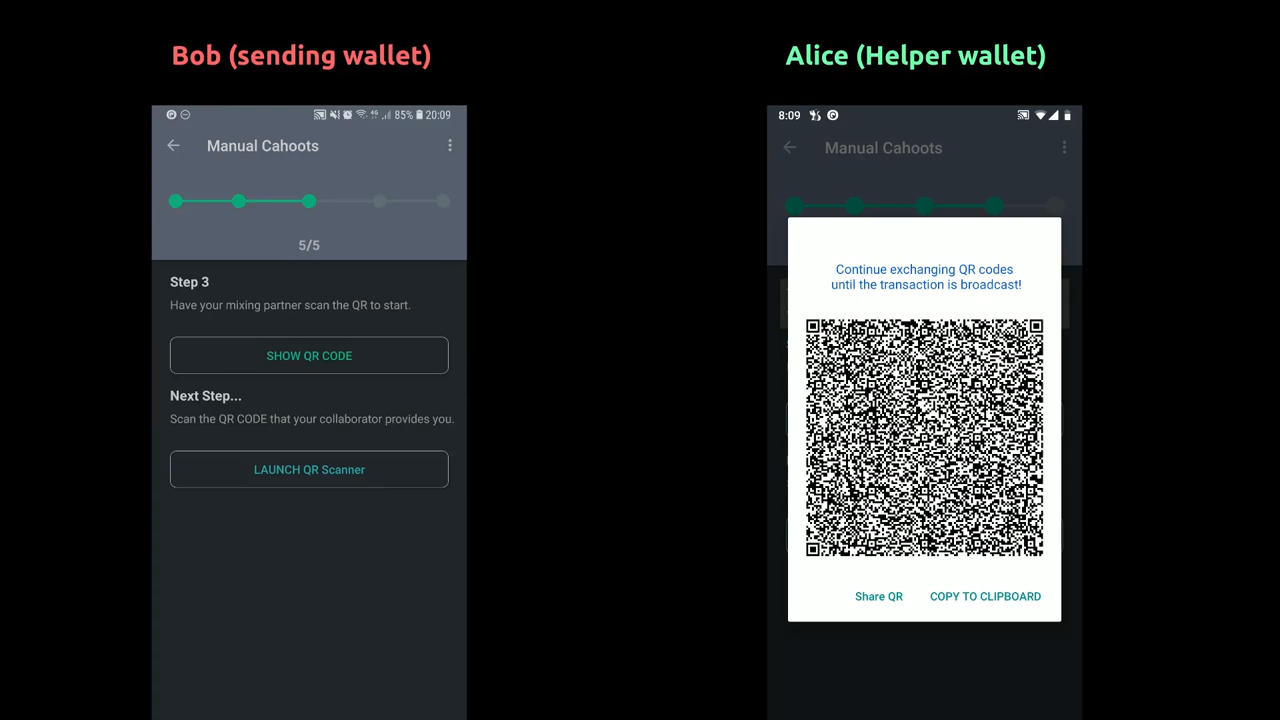 Bob (sending wallet)
Alice (Helper wallet)
85% 20:09
Manual Cahoots
5/5
Step 3
Have your mixing partner scan the QR to start.
SHOW QR CODE
Next Step...
Scan the QR CODE that your collaborator provides you.
LAUNCH QR Scanner
8:09
Manual Cahoots
Continue exchanging QR codes
until the transaction is broadcast!
Share QR COPY TO CLIPBOARD